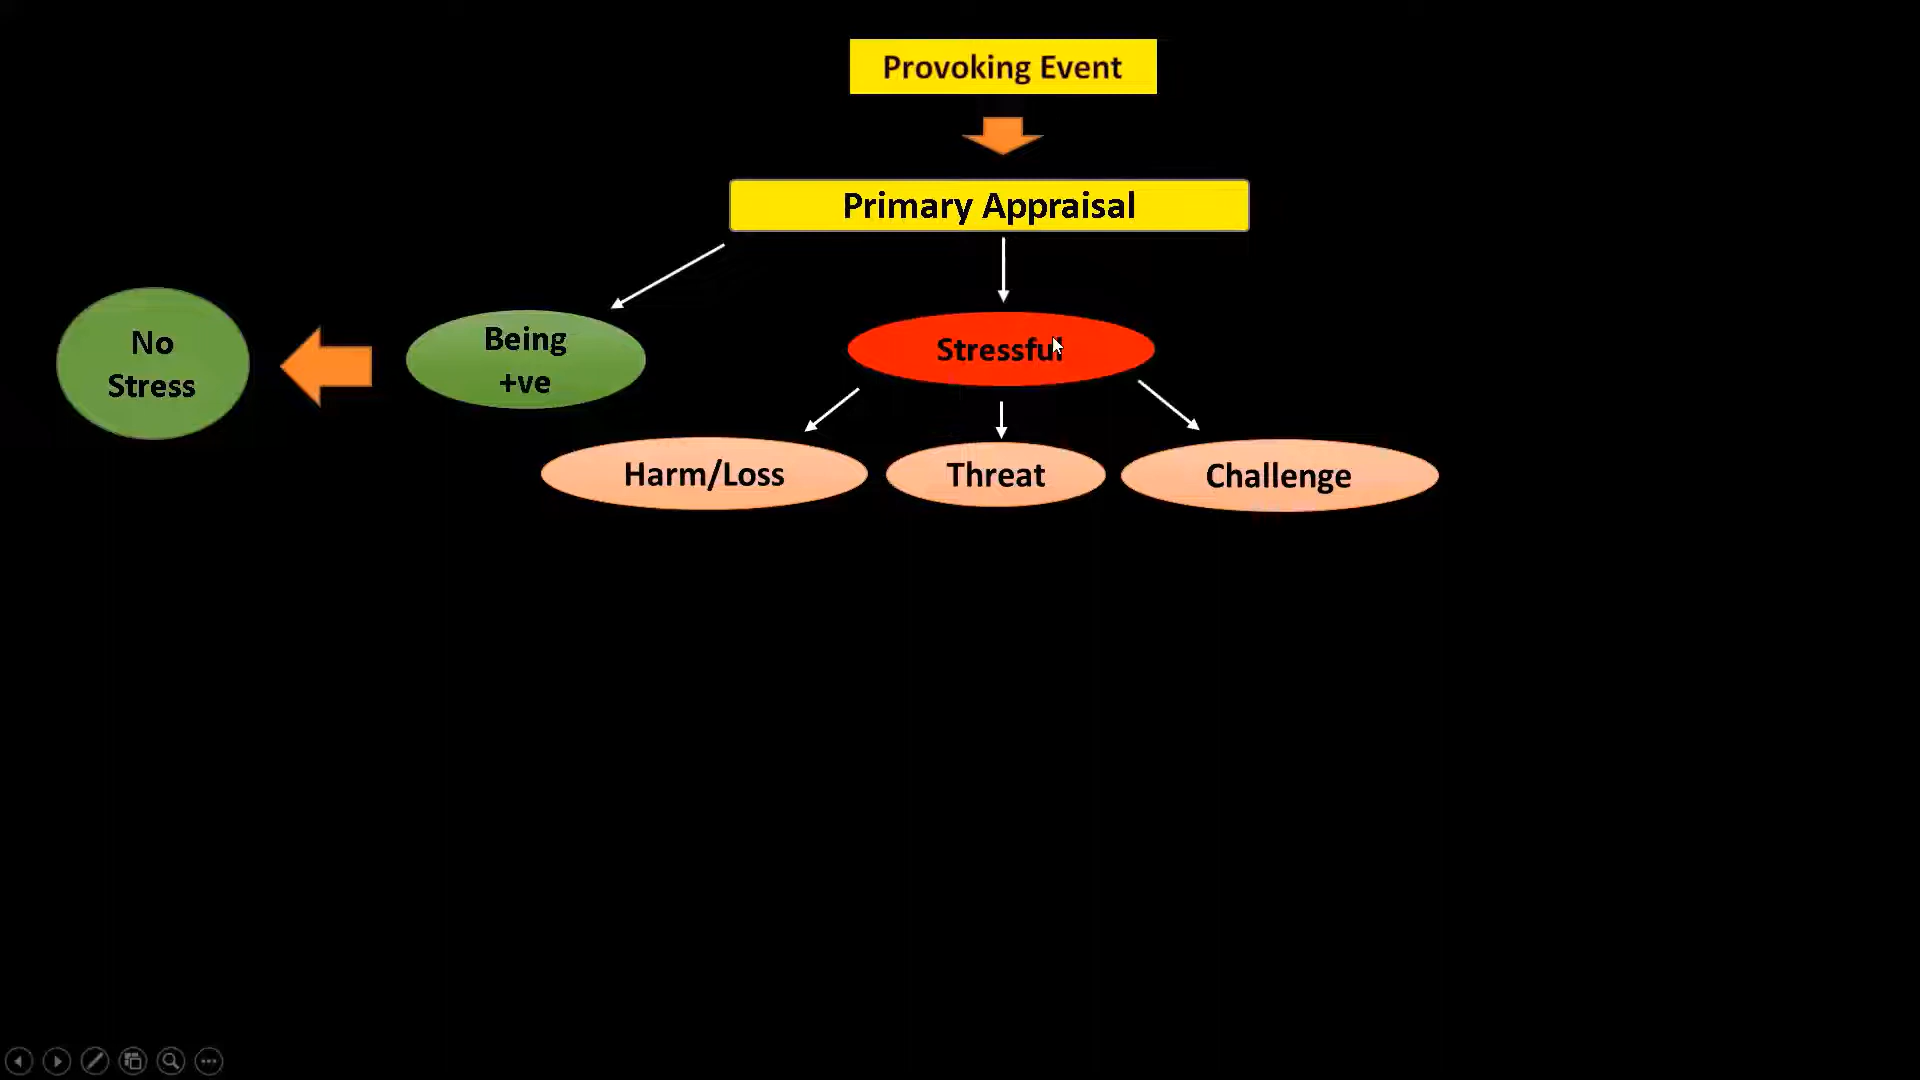 Provoking Event
Primary Appraisal
No
Stress
Being
+ve
Stressful
Harm/Loss
Threat
Challenge